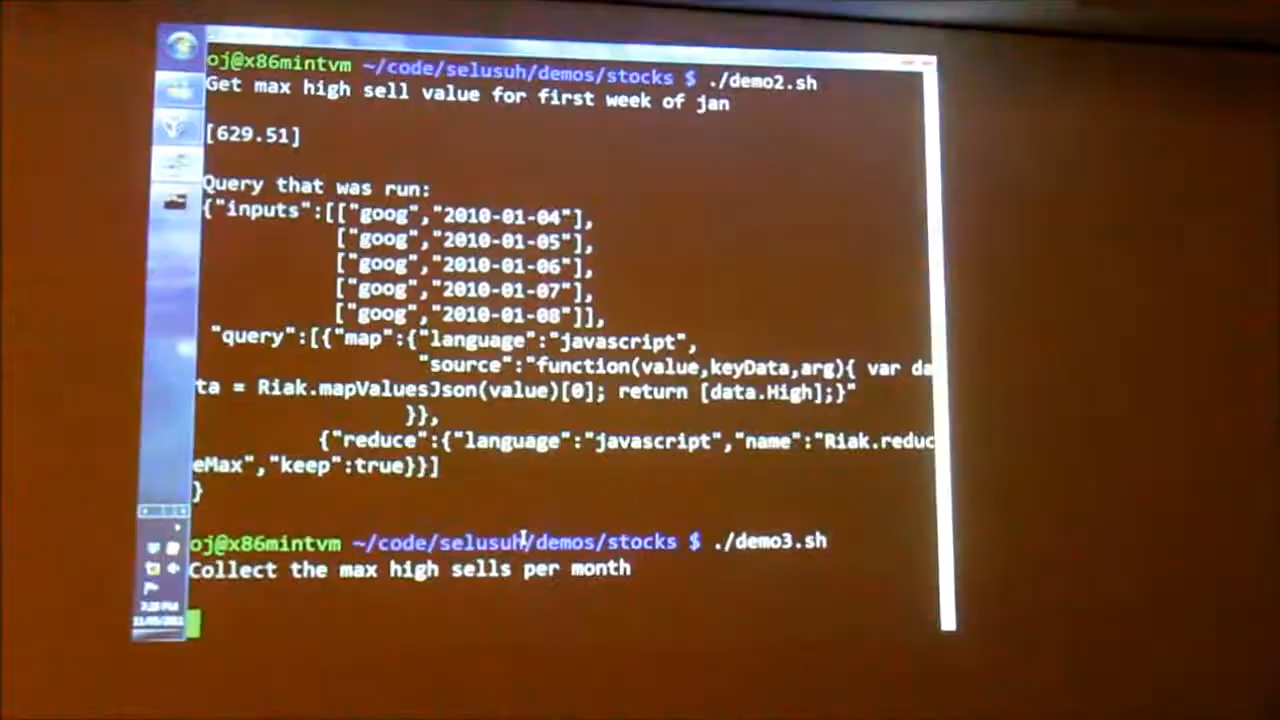 oj@x86mintvm ~/code/selusuh/demos/stocks $ ./demo2.sh
Get max high sell value for first week of jan
[629.51]
Query that was run:
{"inputs":[["goog","2010-01-04"],
["goog","2010-01-05"],
["goog","2010-01-06"],
["goog","2010-01-07"],
["goog","2010-01-08"]],
"query":[{"map":{"language":"javascript",
"source":"function(value,keyData,arg){ var da
ta = Riak.mapValuesJson(value)[0]; return [data.High];}"
}},
{"reduce":{"language":"javascript","name":"Riak.reduc
eMax","keep":true}}]
}
oj@x86mintvm ~/code/selusuh/demos/stocks $ ./demo3.sh
Collect the max high sells per month